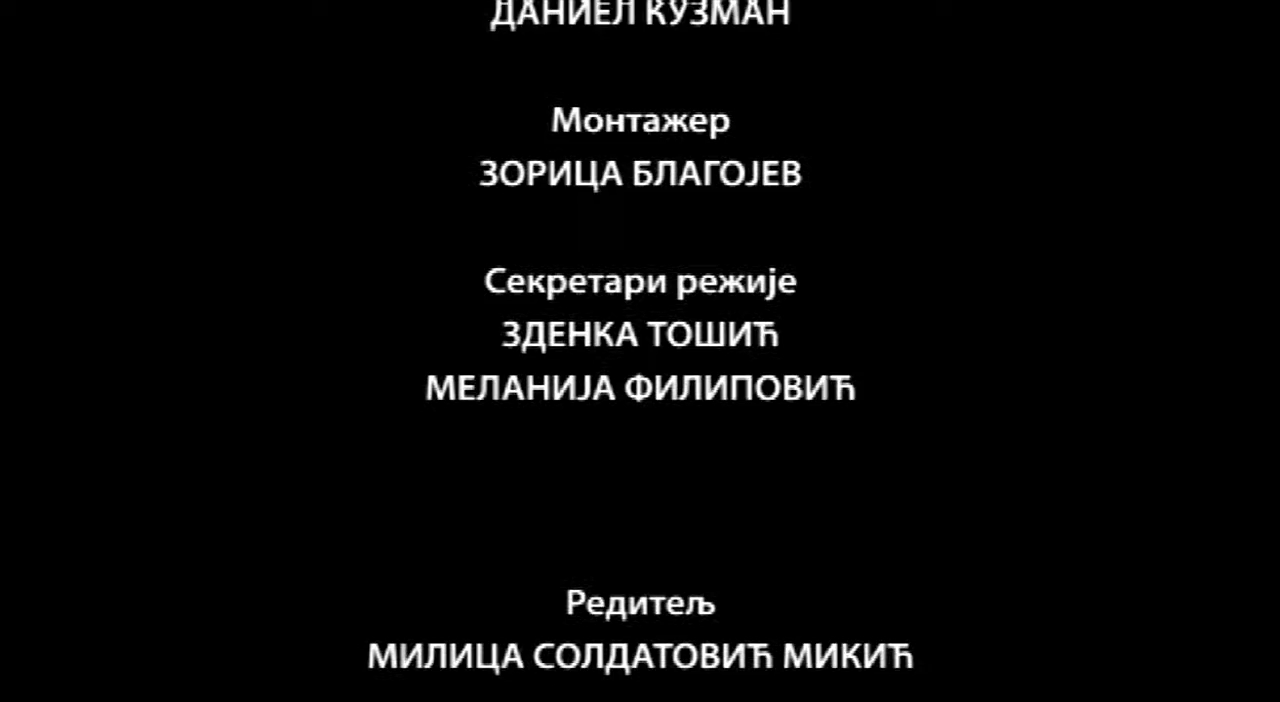 ДАНИЕЛ КУЗМАН
Монтажер
ЗОРИЦА БЛАГОЈЕВ
Секретари режије
ЗДЕНКА ТОШИЋ
МЕЛАНИЈА ФИЛИПОВИЋ
Редитељ
МИЛИЦА СОЛДАТОВИЋ МИКИЋ